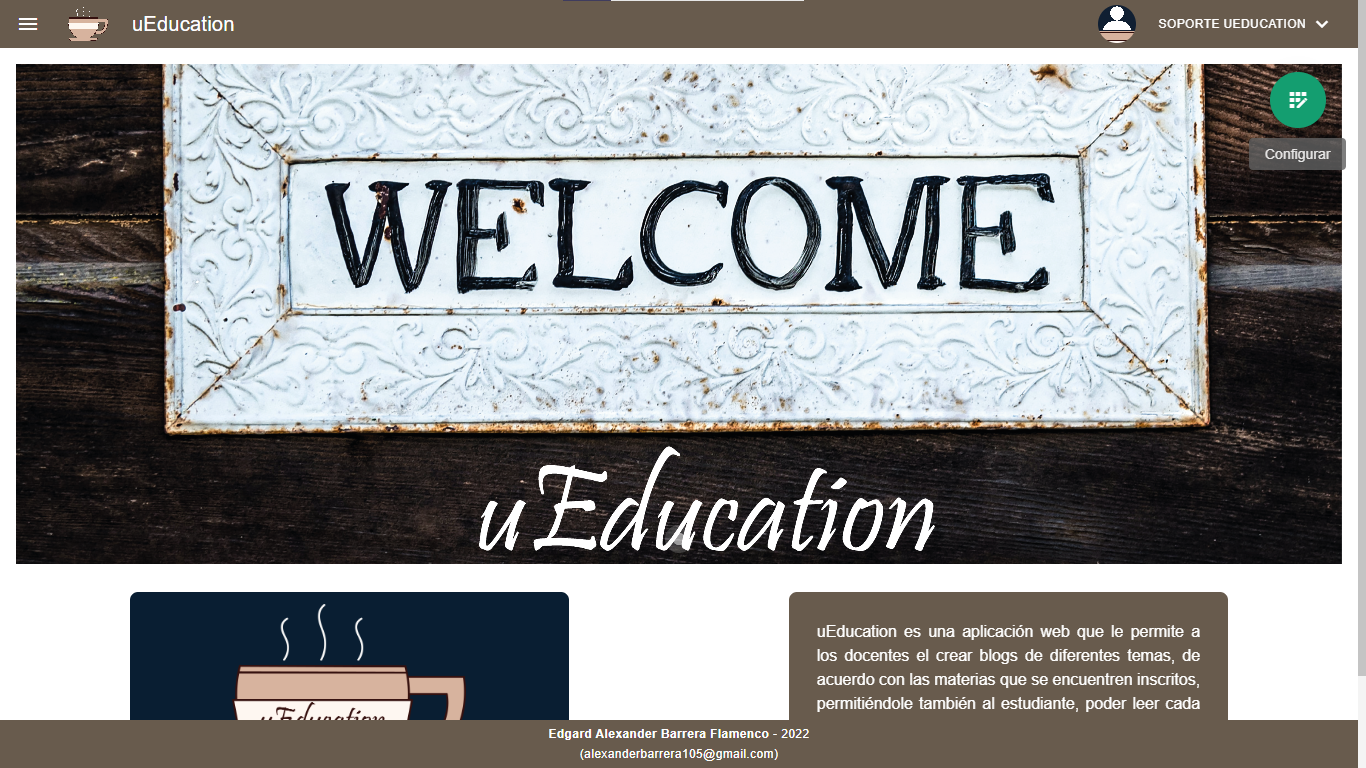 uEducation
SOPORTE UEDUCATION
Configurar
WELCOME
uEducation
uEducation es una aplicación web que le permite a
los docentes el crear blogs de diferentes temas, de
acuerdo con las materias que se encuentren inscritos,
permitiéndole también al estudiante, poder leer cada
uEducation
Edgard Alexander Barrera Flamenco - 2022
(alexanderbarrera105@gmail.com)